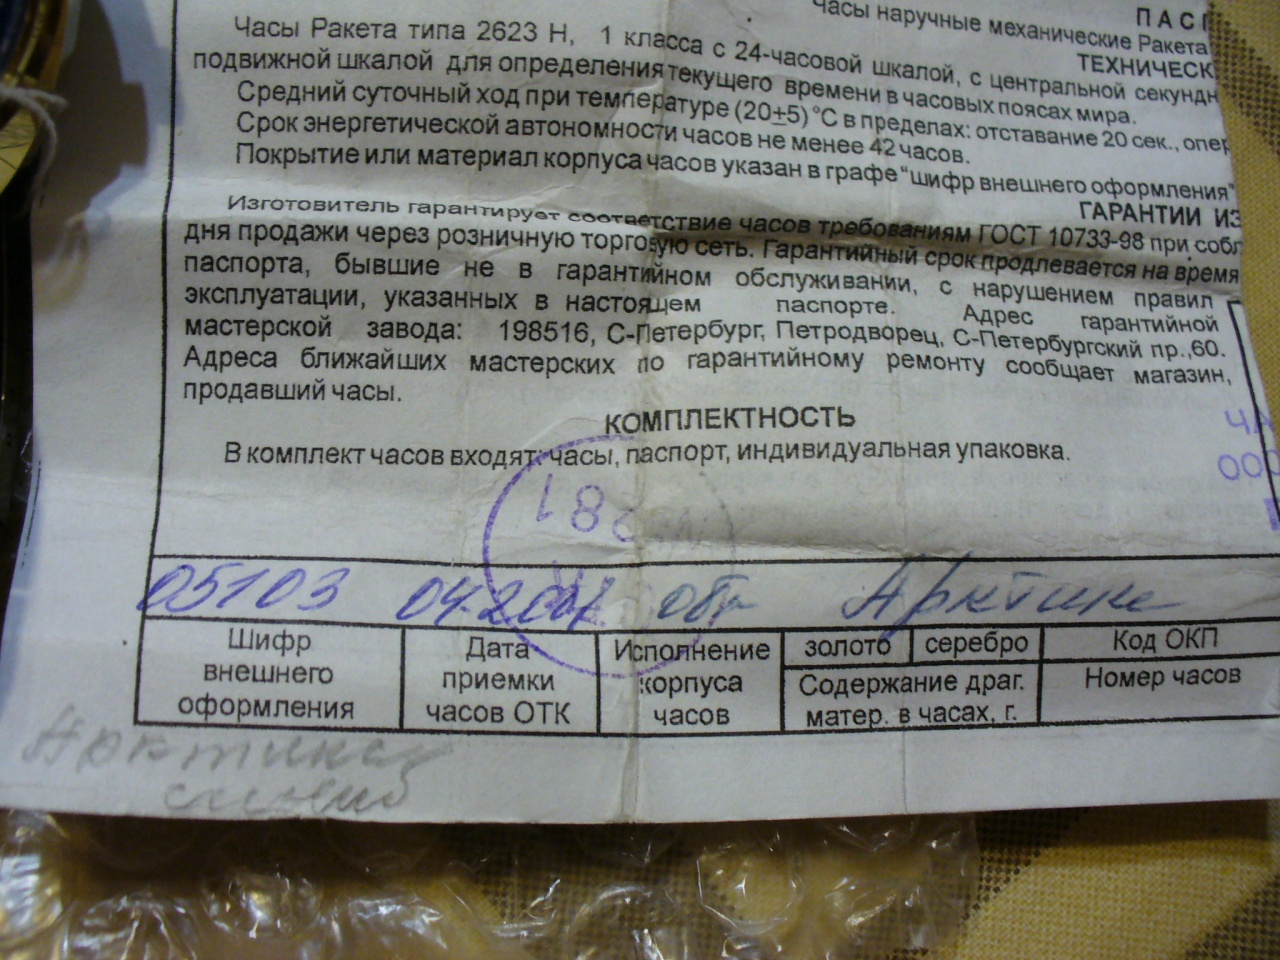 ПАСП
Часы наручные механические Ракета
ТЕХНИЧЕСК
Часы Ракета типа 2623 Н, 1 класса с 24-часовой шкалой, с центральной секундн
подвижной шкалой для определения текущего времени в часовых поясах мира.
Средний суточный ход при температуре (20±5) °С в пределах: отставание 20 сек., опер
Срок энергетической автономности часов не менее 42 часов.
Покрытие или материал корпуса часов указан в графе "шифр внешнего оформления"
ГАРАНТИИ ИЗ
Изготовитель гарантирует соответствие часов требованиям ГОСТ 10733-98 при собл
дня продажи через розничную торговую сеть. Гарантийный срок продлевается на время
паспорта, бывшие не в гарантийном обслуживании, с нарушением правил
эксплуатации, указанных в настоящем паспорте. Адрес гарантийной
мастерской завода: 198516, С-Петербург, Петродворец, С-Петербургский пр.,60.
Адреса ближайших мастерских по гарантийному ремонту сообщает магазин,
продавший часы.
КОМПЛЕКТНОСТЬ
В комплект часов входят: часы, паспорт, индивидуальная упаковка.
ЧА
ООО
81
05103 04.2007 Арктика
Шифр внешнего оформления
Дата приемки часов ОТК
Исполнение корпуса часов
золото серебро
Содержание драг. матер. в часах, г.
Код ОКП
Номер часов
Арктика